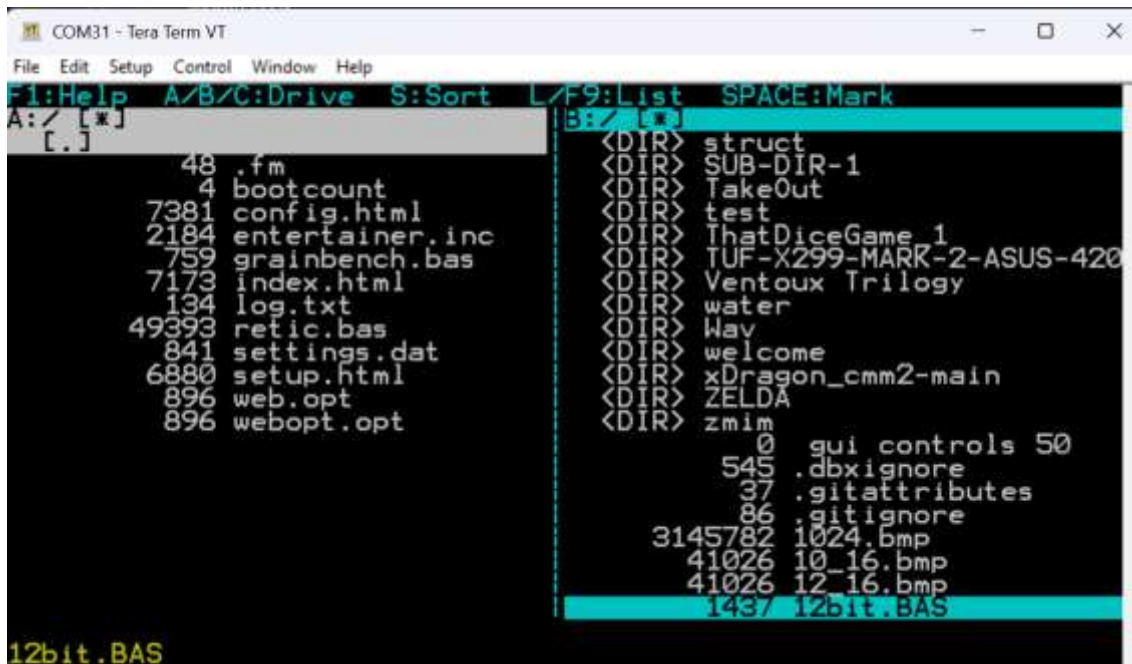 COM31 - Tera Term VT
File Edit Setup Control Window Help
F1:Help A/B/C:Drive S:Sort L/F9:List SPACE:Mark
A:/ [*]
[.]
48 .fm
4 bootcount
7381 config.html
2184 entertainer.inc
759 grainbench.bas
7173 index.html
134 log.txt
49393 retic.bas
841 settings.dat
6880 setup.html
896 web.opt
896 webopt.opt
B:/ [*]
<DIR> struct
<DIR> SUB-DIR-1
<DIR> TakeOut
<DIR> test
<DIR> ThatDiceGame_1
<DIR> TUF-X299-MARK-2-ASUS-420
<DIR> Ventoux Trilogy
<DIR> water
<DIR> Wav
<DIR> welcome
<DIR> xDragon_cmm2-main
<DIR> ZELDA
<DIR> zmim
0 gui controls 50
545 .dbxignore
37 .gitattributes
86 .gitignore
3145782 1024.bmp
41026 10_16.bmp
41026 12_16.bmp
1437 12bit.BAS
12bit.BAS